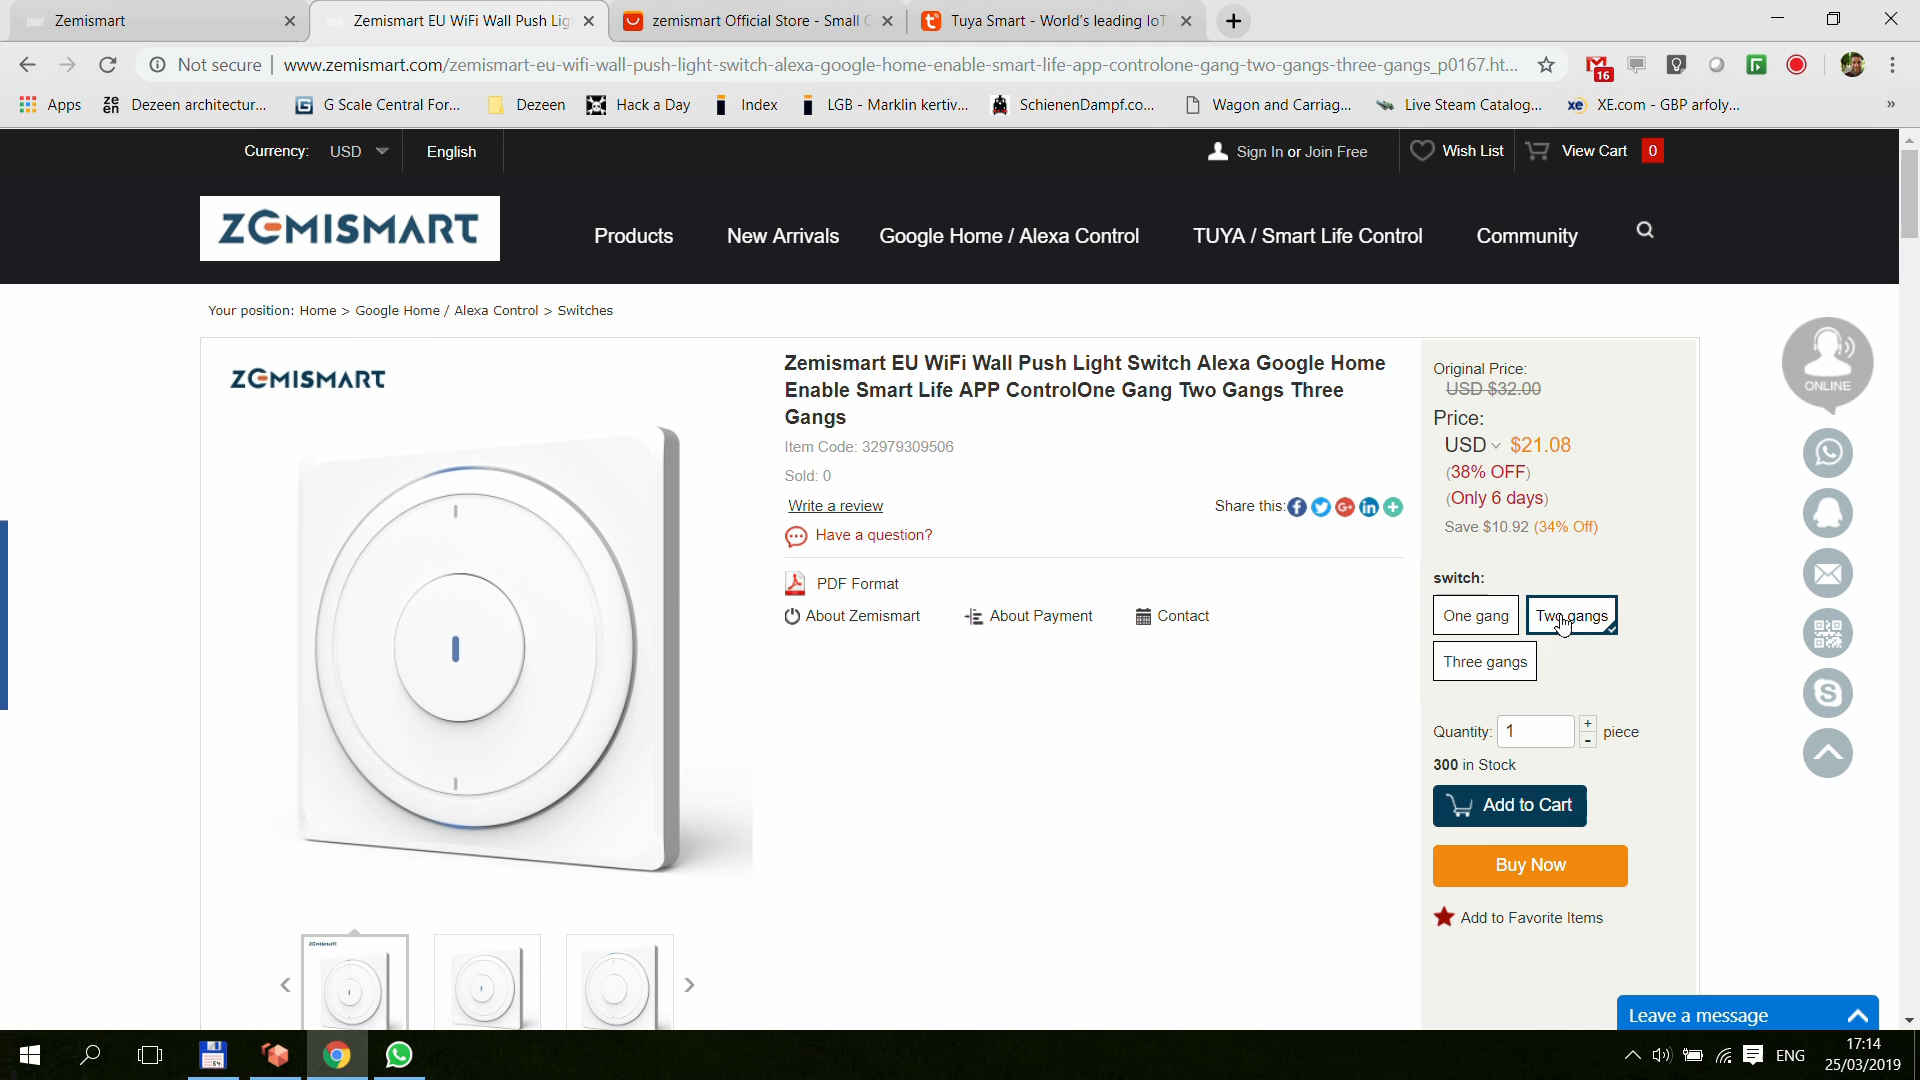 Zemismart
Zemismart EU WiFi Wall Push Lig
zemismart Official Store - Small C
Tuya Smart - World's leading IoT
Not secure
www.zemismart.com/zemismart-eu-wifi-wall-push-light-switch-alexa-google-home-enable-smart-life-app-controlone-gang-two-gangs-three-gangs_p0167.ht...
16
Apps
Dezeen architectur...
G Scale Central For...
Dezeen
Hack a Day
Index
LGB - Marklin kertiv...
SchienenDampf.co...
Wagon and Carriag...
Live Steam Catalog...
XE.com - GBP arfoly...
»
Currency: USD
English
Sign In or Join Free
Wish List
View Cart 0
ZEMISMART
Products
New Arrivals
Google Home / Alexa Control
TUYA / Smart Life Control
Community
Your position: Home > Google Home / Alexa Control > Switches
ZEMISMART
Zemismart EU WiFi Wall Push Light Switch Alexa Google Home
Enable Smart Life APP ControlOne Gang Two Gangs Three
Gangs
Item Code: 32979309506
Sold: 0
Write a review
Share this:
Have a question?
PDF Format
About Zemismart
About Payment
Contact
Original Price:
USD $32.00
Price:
USD $21.08
(38% OFF)
(Only 6 days)
Save $10.92 (34% Off)
switch:
One gang
Two gangs
Three gangs
Quantity: 1 + - piece
300 in Stock
Add to Cart
Buy Now
Add to Favorite Items
ONLINE
ZEMISMART
Leave a message
ENG
17:14
25/03/2019